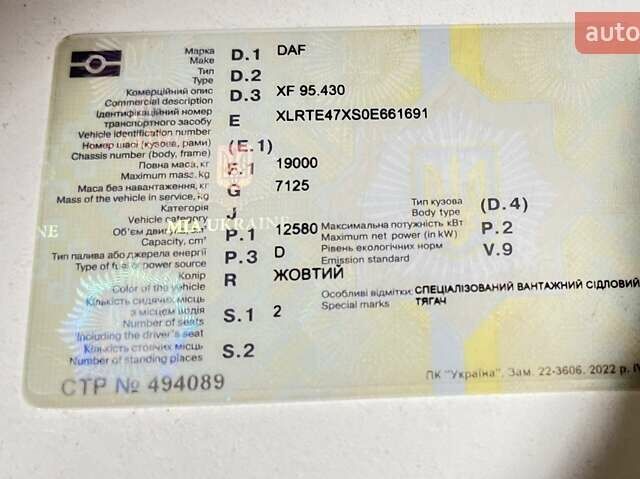 auto
Марка D.1 DAF
Make
Тип D.2
Type
Комерційний опис D.3 XF 95.430
Commercial description
Ідентифікаційний номер
транспортного засобу E XLRTE47XS0E661691
Vehicle identification number
Номер шасі (кузова, рами) (E.1)
Chassis number (body, frame)
Повна маса, кг F.1 19000
Maximum mass, kg
Маса без навантаження, кг G 7125
Mass of the vehicle in service, kg
Категорія J
Vehicle category
MIA UKRAINE
NE
Тип кузова (D.4)
Body type
Об'єм двигуна, P.1 12580
Capacity, cm³
Максимальна потужність кВт P.2
Maximum net power (in kW)
Тип палива або джерела енергії P.3 D
Type of fuel or power source
Рівень екологічних норм V.9
Emission standard
Колір R ЖОВТИЙ
Color of the vehicle
Особливі відмітки СПЕЦІАЛІЗОВАНИЙ ВАНТАЖНИЙ СІДЛОВИЙ
Special marks ТЯГАЧ
Кількість сидячих місць
з місцем водія S.1 2
Number of seats
Including the driver's seat
Кількість стоячих місць S.2
Number of standing places
СТР № 494089
ПК "Україна". Зам. 22-3606. 2022 р.